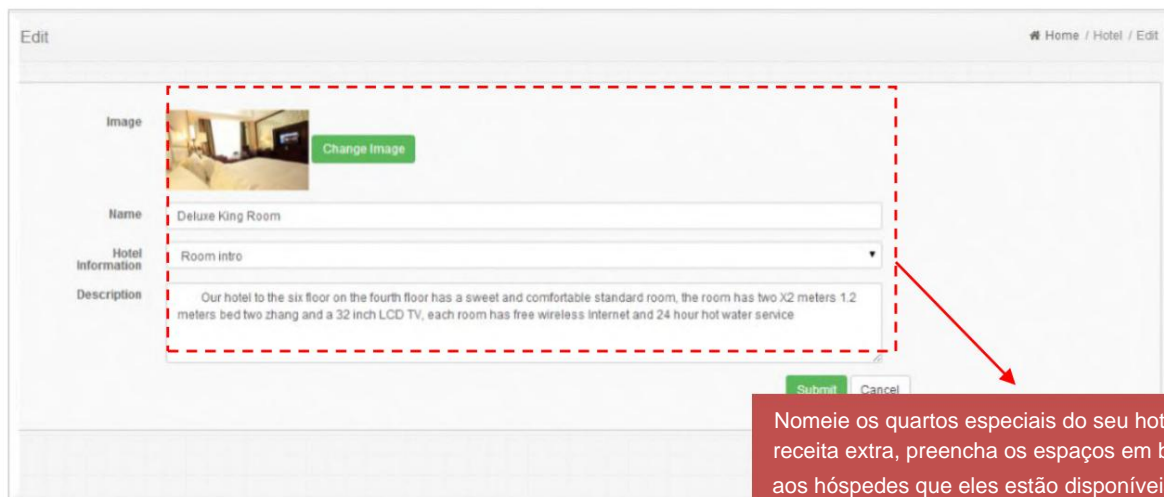 Edit
Home / Hotel / Edit
Image
Change Image
Name
Deluxe King Room
Hotel
Information
Room intro
Description
Our hotel to the six floor on the fourth floor has a sweet and comfortable standard room, the room has two X2 meters 1.2
meters bed two zhang and a 32 inch LCD TV, each room has free wireless Internet and 24 hour hot water service
Submit
Cancel
Nomeie os quartos especiais do seu
receita extra, preencha os espaços em
aos hóspedes que eles estão